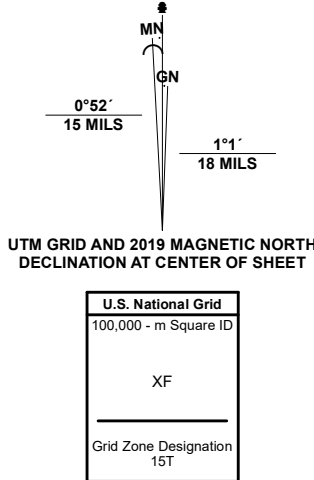 MN
GN
0°52´
15 MILS
1°1´
18 MILS
UTM GRID AND 2019 MAGNETIC NORTH
DECLINATION AT CENTER OF SHEET
U.S. National Grid
100,000 - m Square ID
XF
Grid Zone Designation
15T